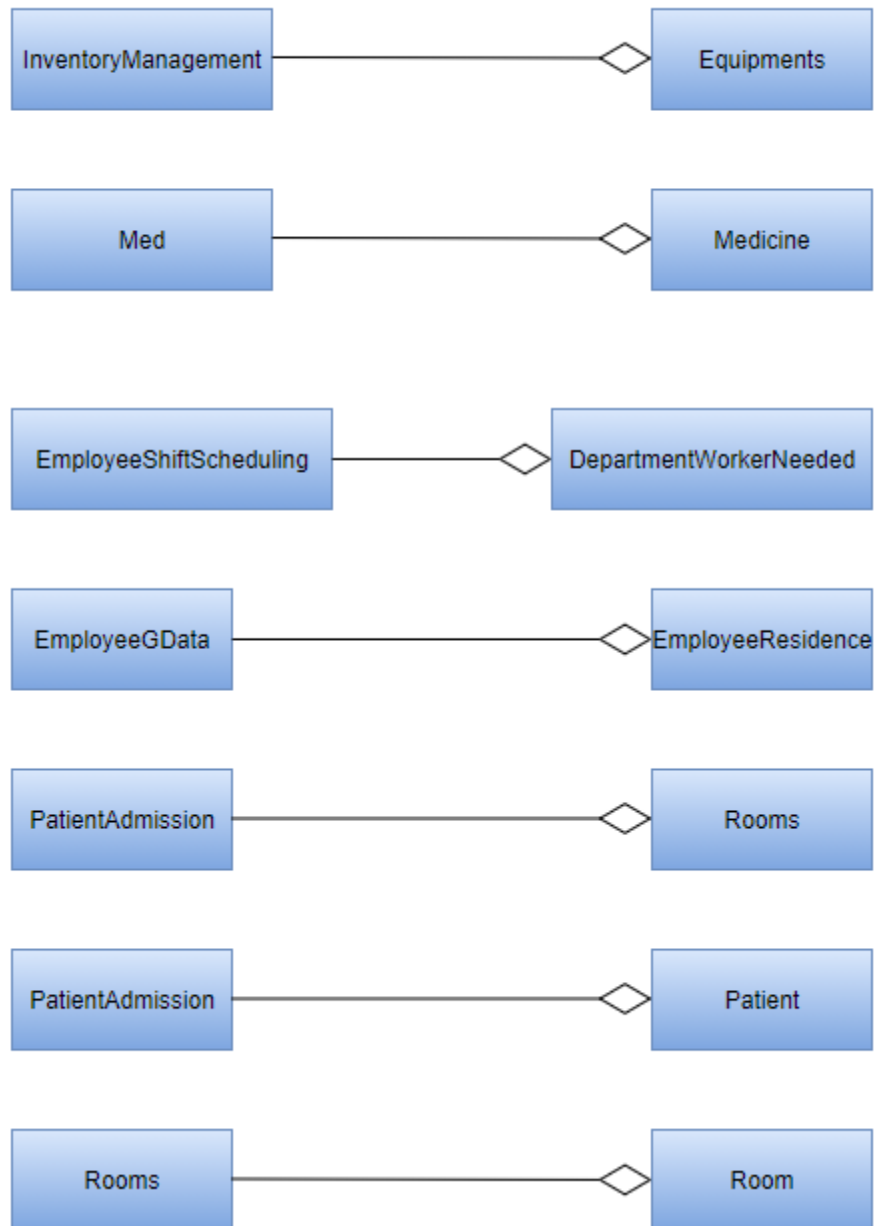 InventoryManagement
Equipments
Med
Medicine
EmployeeShiftScheduling
DepartmentWorkerNeeded
EmployeeGData
EmployeeResidence
PatientAdmission
Rooms
PatientAdmission
Patient
Rooms
Room